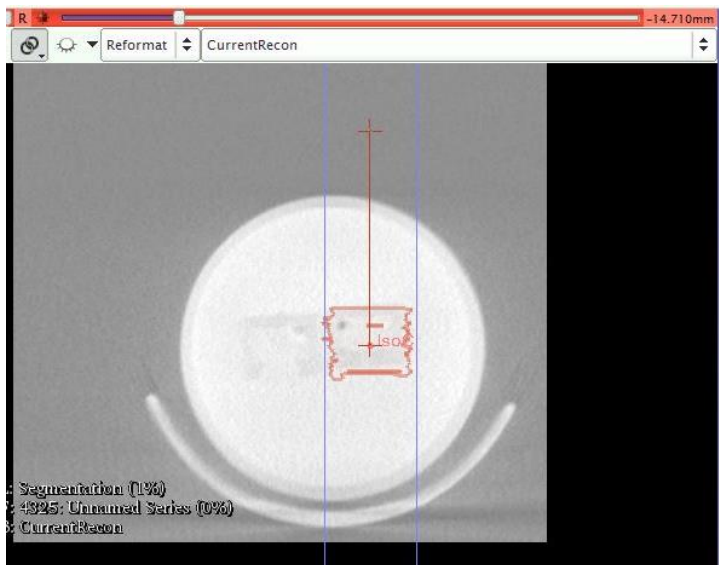 R -14.710mm
Reformat CurrentRecon
Iso
: Segmentation (1%)
: 4325: Unnamed Series (0%)
: CurrentRecon